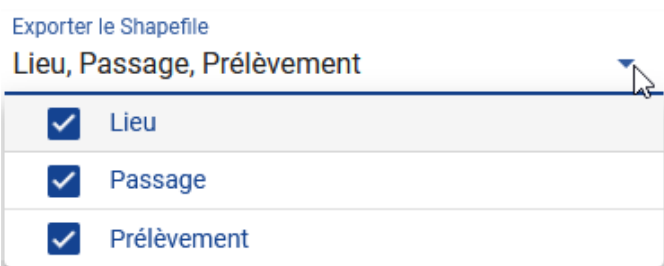 Exporter le Shapefile
Lieu, Passage, Prélèvement
Lieu
Passage
Prélèvement